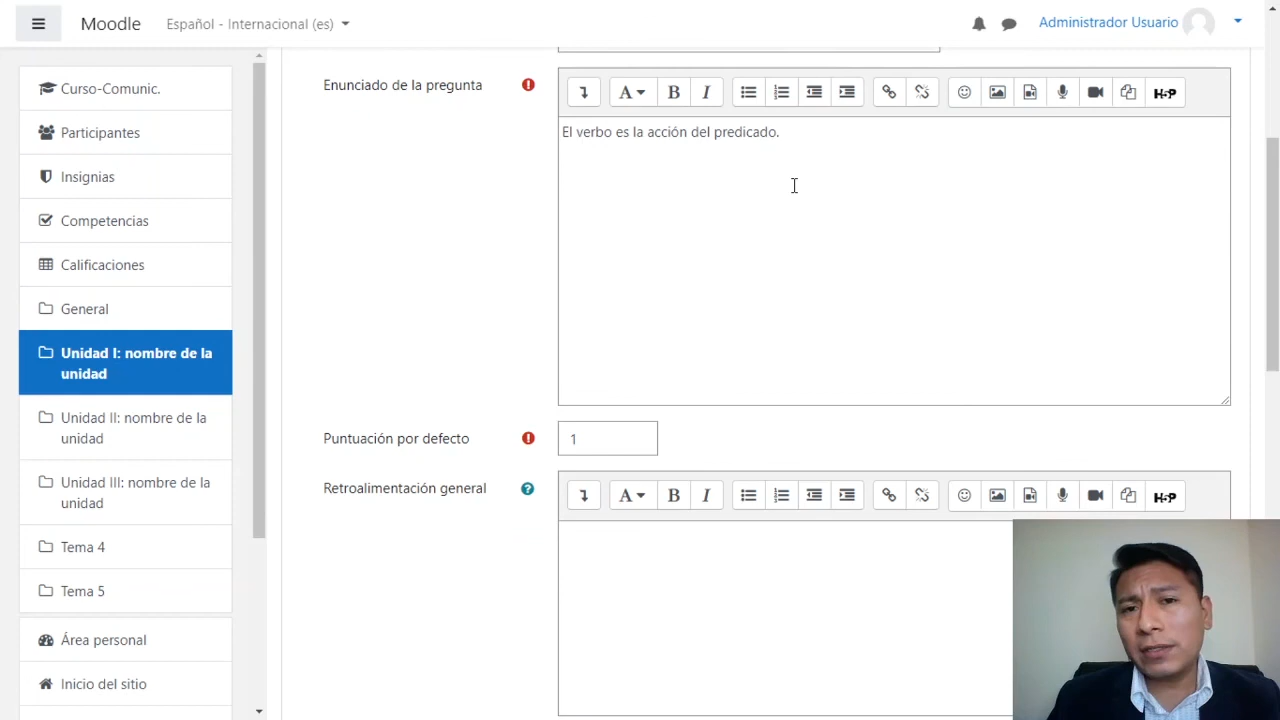 Moodle
Español - Internacional (es)
Administrador Usuario
Curso-Comunic.
Participantes
Insignias
Competencias
Calificaciones
General
Unidad I: nombre de la
unidad
Unidad II: nombre de la
unidad
Unidad III: nombre de la
unidad
Tema 4
Tema 5
Área personal
Inicio del sitio
Enunciado de la pregunta
A B I
H5P
El verbo es la acción del predicado.
Puntuación por defecto
1
Retroalimentación general
A B I
H5P